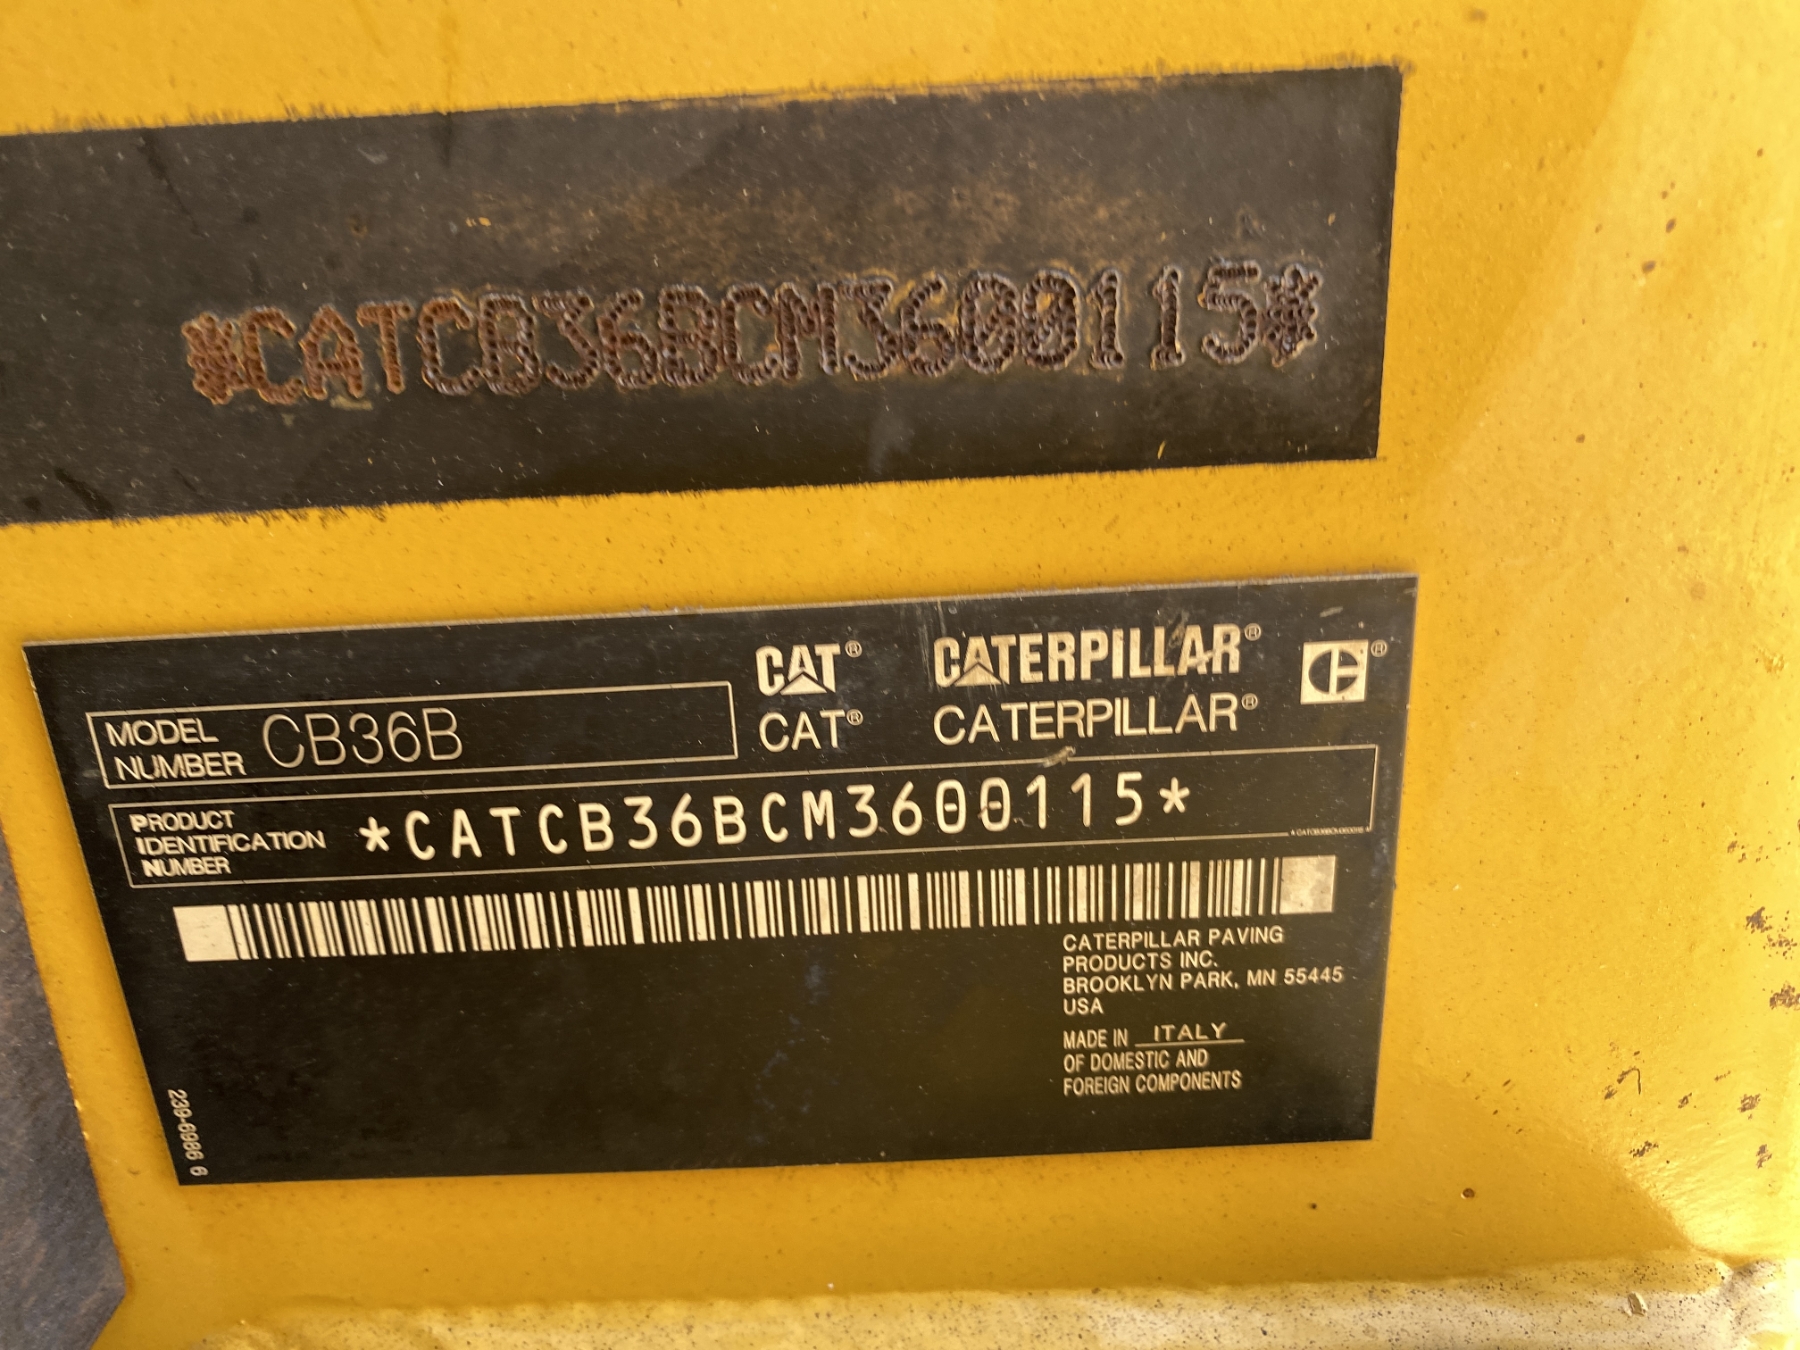 *CATCB36BCM3600115*
CAT® CATERPILLAR® ®
CAT® CATERPILLAR®
MODEL NUMBER CB36B
PRODUCT IDENTIFICATION NUMBER *CATCB36BCM3600115*
*CATCB36BCM3600115*
CATERPILLAR PAVING
PRODUCTS INC.
BROOKLYN PARK, MN 55445
USA
MADE IN ITALY
OF DOMESTIC AND
FOREIGN COMPONENTS
239-6986 6